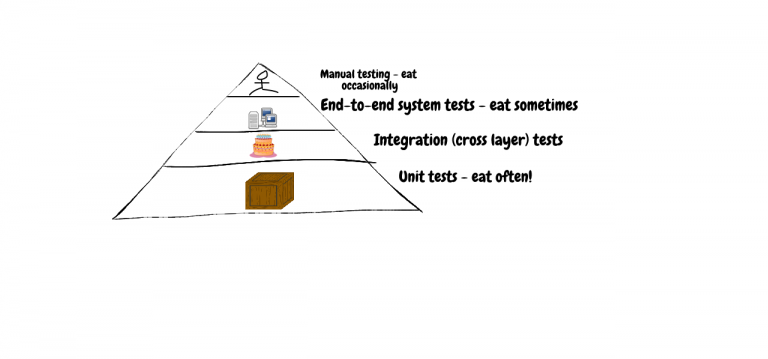 Manual testing - eat
occasionally
End-to-end system tests - eat sometimes
Integration (cross layer) tests
Unit tests - eat often!